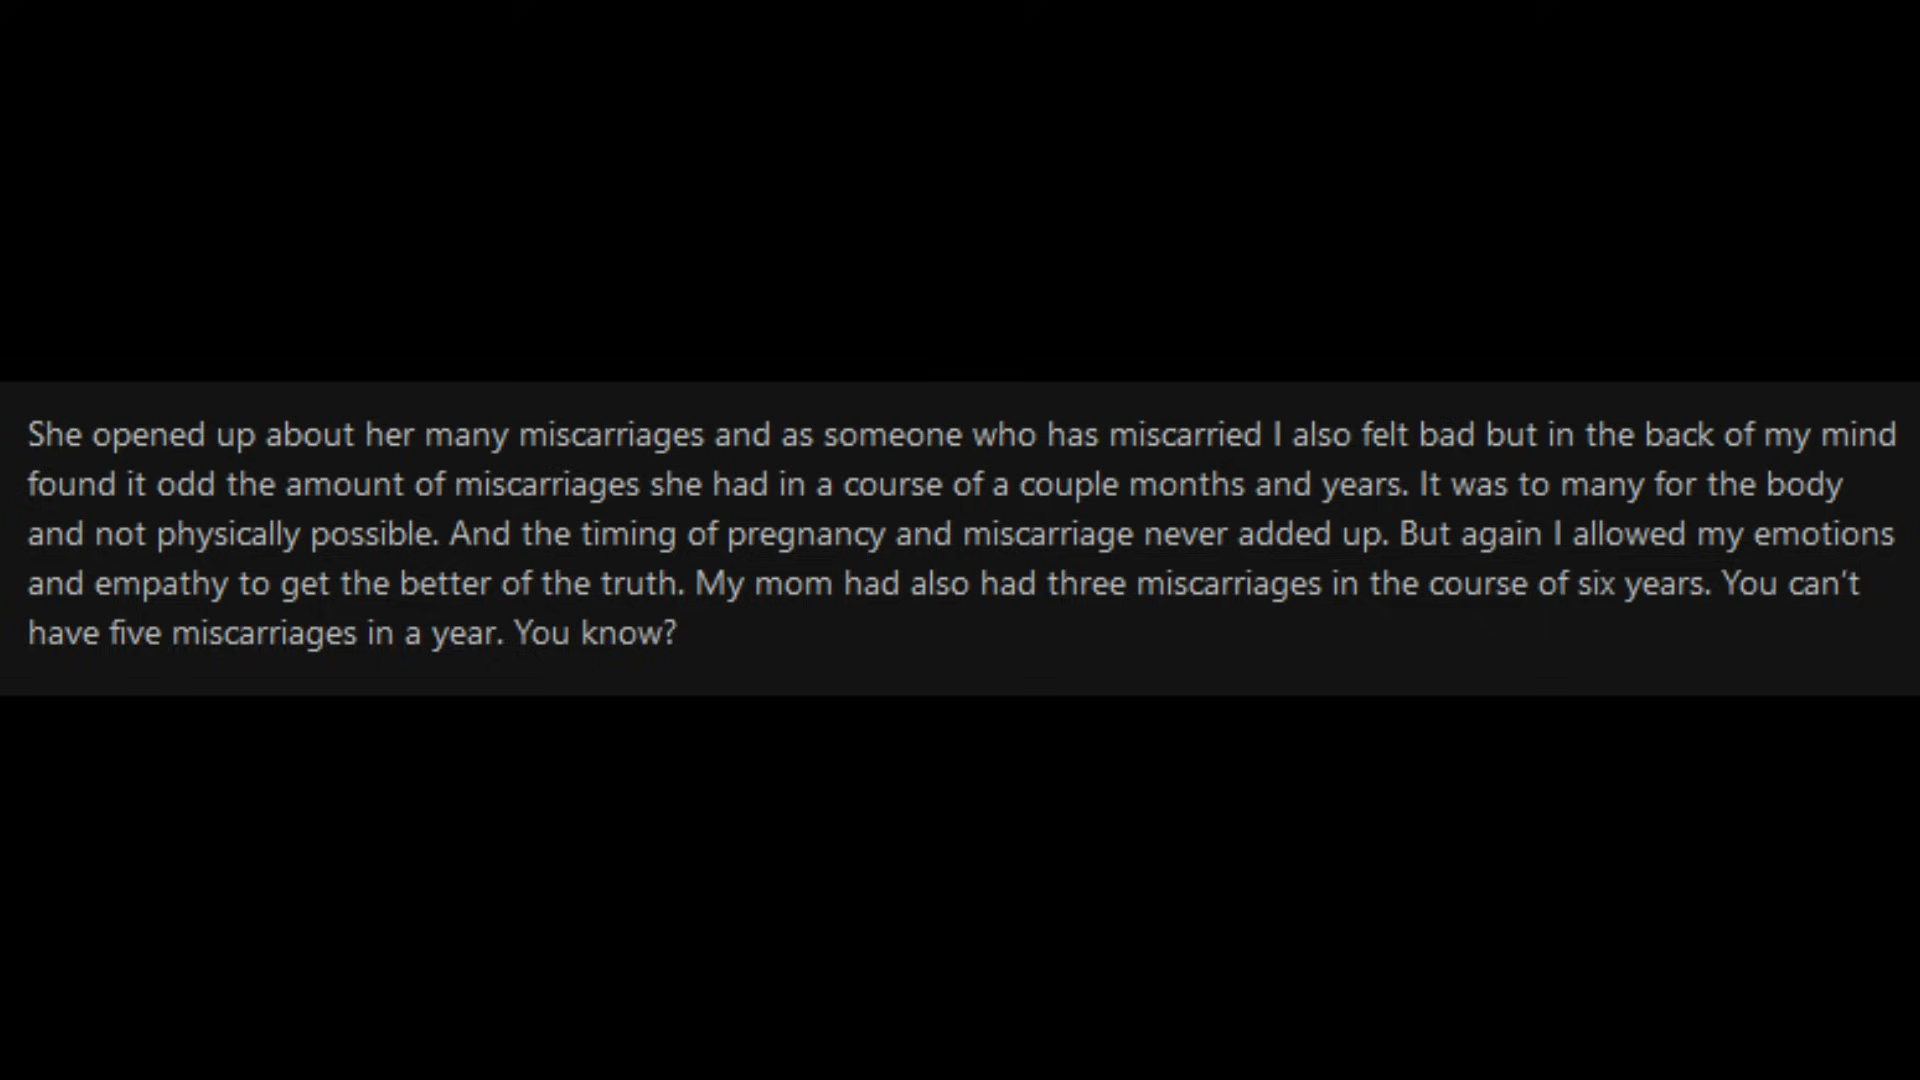 She opened up about her many miscarriages and as someone who has miscarried I also felt bad but in the back of my mind
found it odd the amount of miscarriages she had in a course of a couple months and years. It was to many for the body
and not physically possible. And the timing of pregnancy and miscarriage never added up. But again I allowed my emotions
and empathy to get the better of the truth. My mom had also had three miscarriages in the course of six years. You can’t
have five miscarriages in a year. You know?